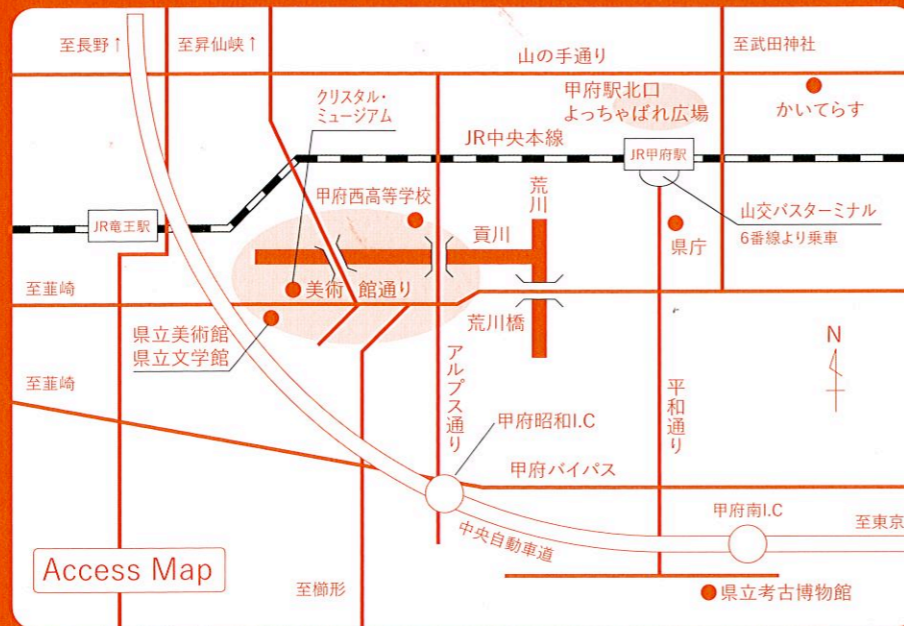 至長野↑
至昇仙峡↑
山の手通り
至武田神社
クリスタル・
ミュージアム
甲府駅北口
よっちゃばれ広場
かいてらす
JR中央本線
JR甲府駅
甲府西高等学校
荒川
山交バスターミナル
6番線より乗車
JR竜王駅
貢川
県庁
至韮崎
美術館通り
県立美術館
県立文学館
荒川橋
N
至韮崎
アルプス通り
平和通り
甲府昭和I.C
甲府バイパス
甲府南I.C
至東京
中央自動車道
Access Map
至櫛形
県立考古博物館